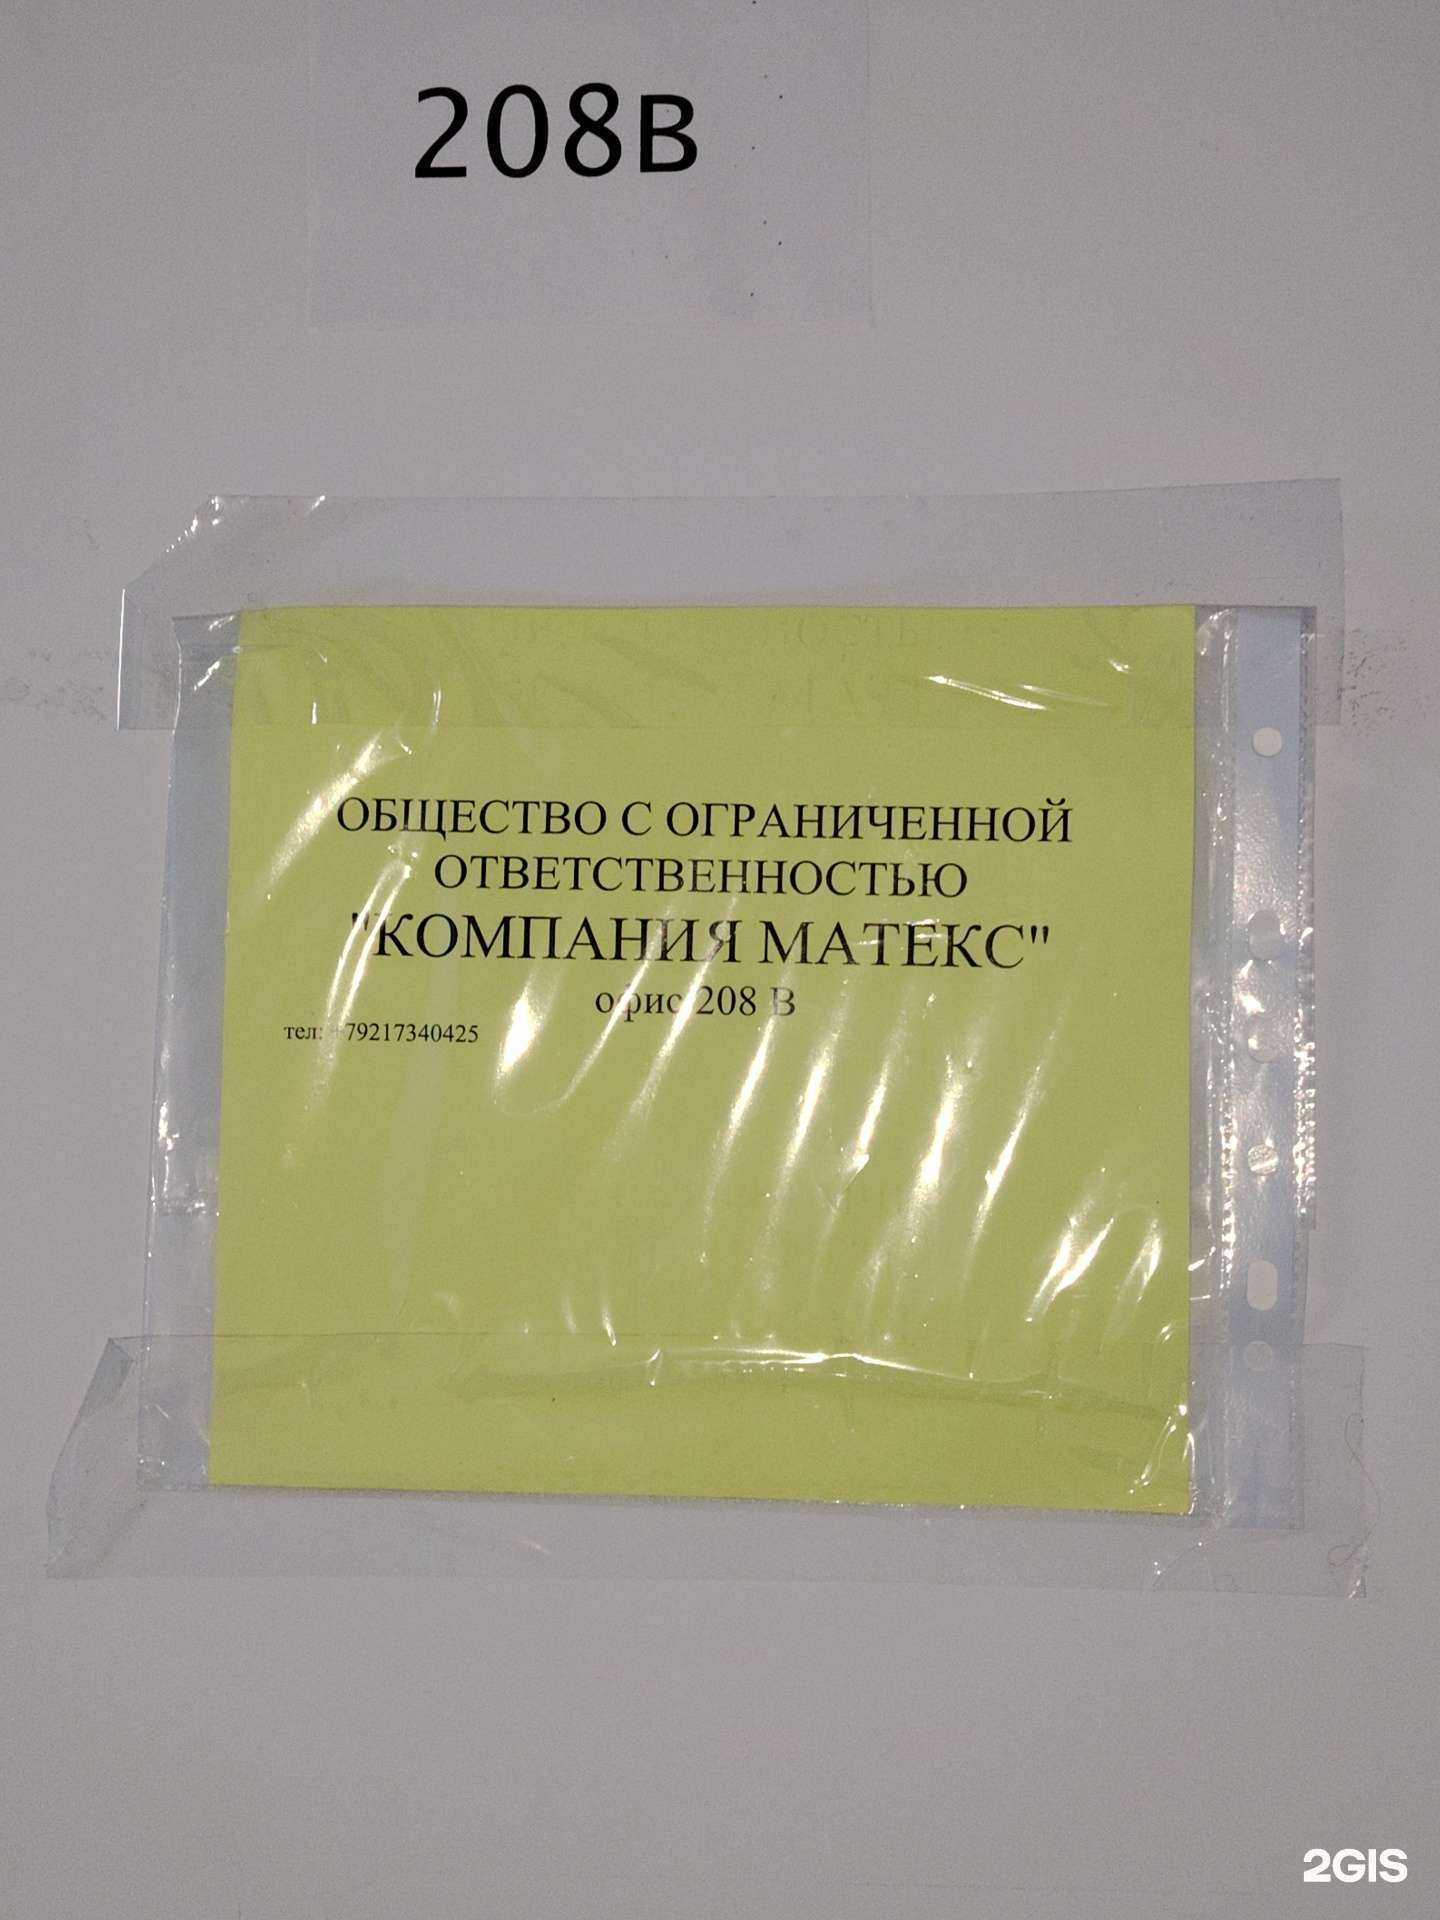 208В
ОБЩЕСТВО С ОГРАНИЧЕННОЙ
ОТВЕТСТВЕННОСТЬЮ
"КОМПАНИЯ МАТЕКС"
офис 208 В
тел: +79217340425
2GIS